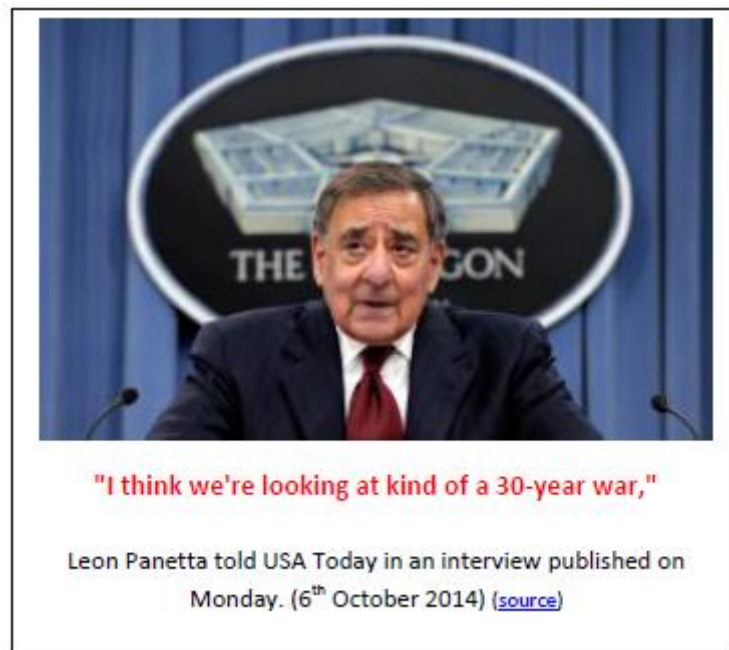 THE GON
"I think we're looking at kind of a 30-year war,"
Leon Panetta told USA Today in an interview published on
Monday. (6th October 2014) (source)